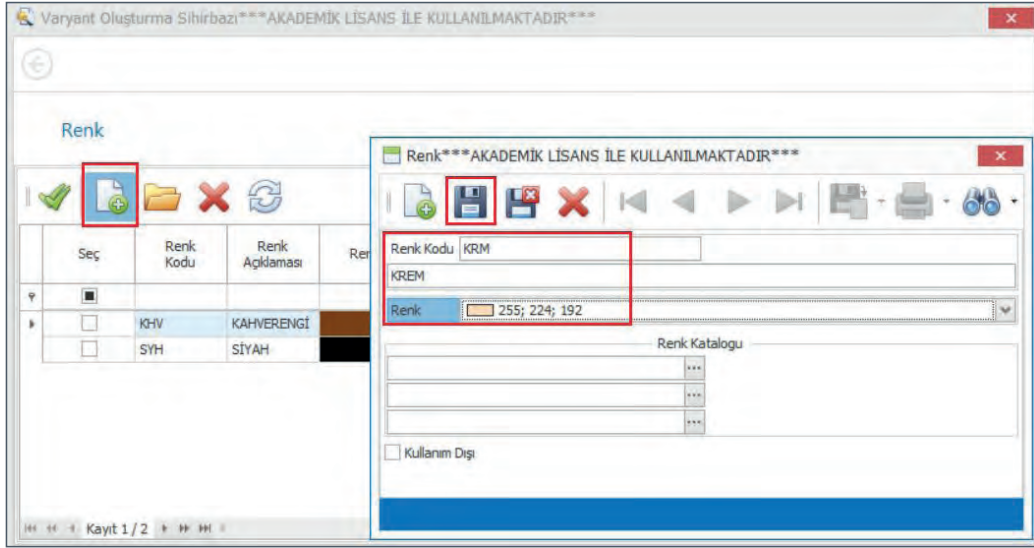 Varyant Oluşturma Sihirbazı***AKADEMİK LİSANS İLE KULLANILMAKTADIR***
Renk
Seç
Renk Kodu
Renk Açıklaması
Rer
KHV KAHVERENGİ
SYH SİYAH
Kayıt 1 / 2
Renk***AKADEMİK LİSANS İLE KULLANILMAKTADIR***
Renk Kodu KRM
KREM
Renk 255; 224; 192
Renk Katalogu
Kullanım Dışı